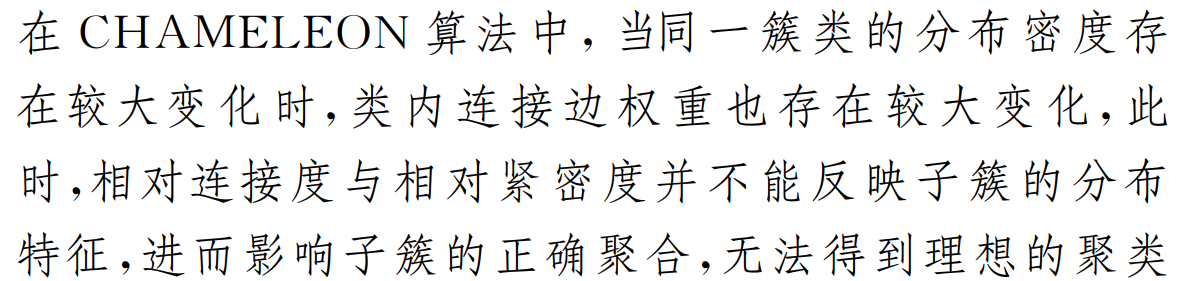 在 CHAMELEON 算法中，当同一簇类的分布密度存
在较大变化时，类内连接边权重也存在较大变化，此
时，相对连接度与相对紧密度并不能反映子簇的分布
特征，进而影响子簇的正确聚合，无法得到理想的聚类